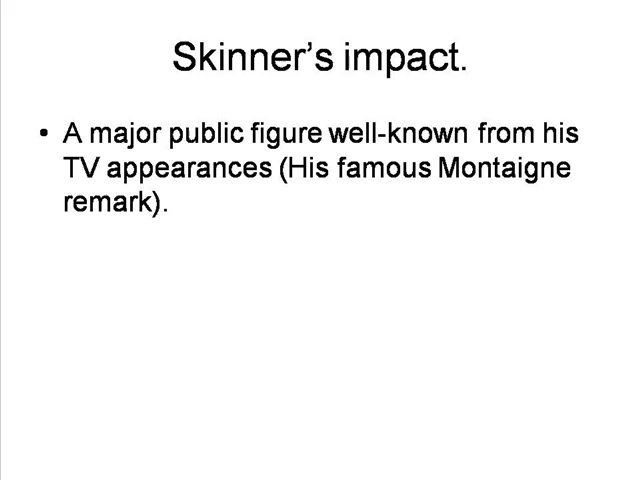 Skinner’s impact.
• A major public figure well-known from his
TV appearances (His famous Montaigne
remark).